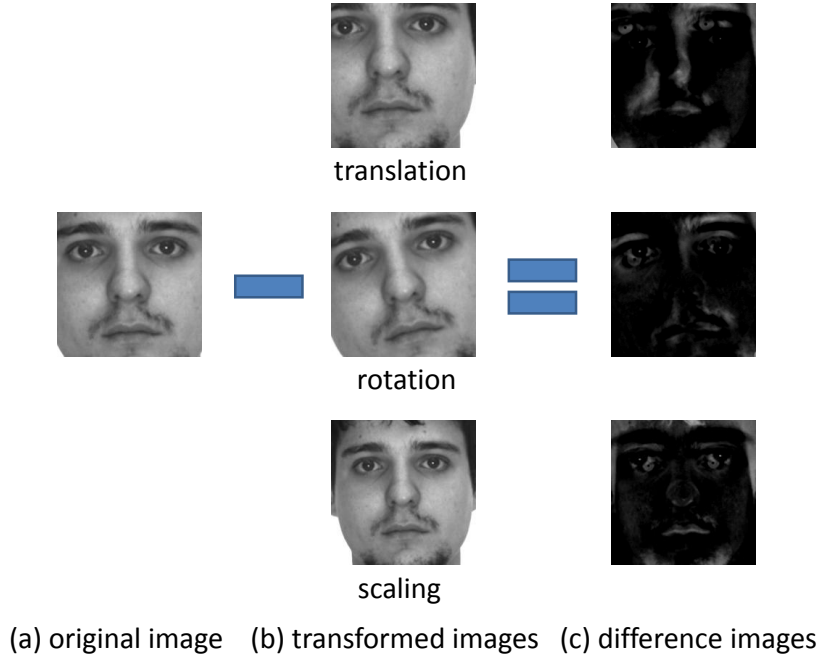 translation
rotation
scaling
(a) original image (b) transformed images (c) difference images